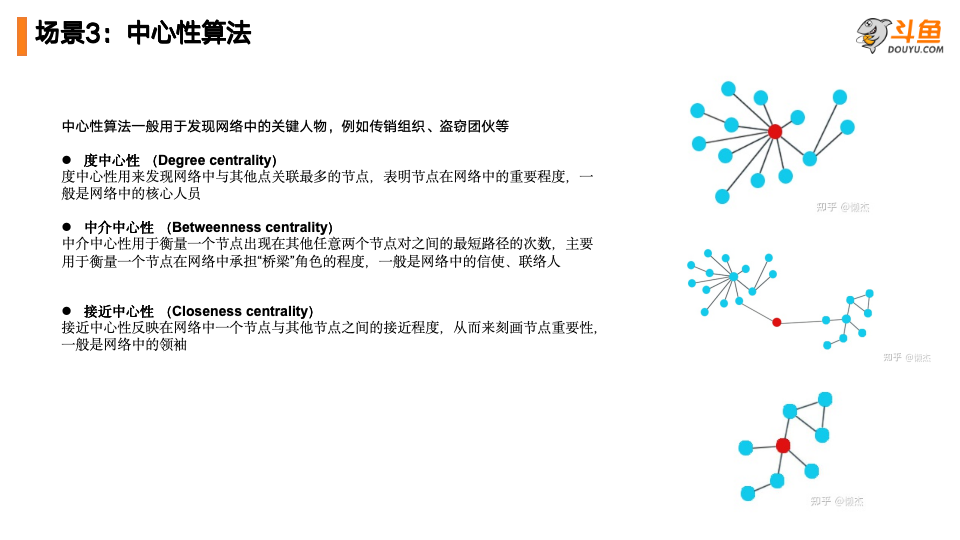 场景3：中心性算法
斗鱼
DOUYU.COM
中心性算法一般用于发现网络中的关键人物，例如传销组织、盗窃团伙等
● 度中心性 （Degree centrality）
度中心性用来发现网络中与其他点关联最多的节点，表明节点在网络中的重要程度，一
般是网络中的核心人员
● 中介中心性 （Betweenness centrality）
中介中心性用于衡量一个节点出现在其他任意两个节点对之间的最短路径的次数，主要
用于衡量一个节点在网络中承担“桥梁”角色的程度，一般是网络中的信使、联络人
● 接近中心性 （Closeness centrality）
接近中心性反映在网络中一个节点与其他节点之间的接近程度，从而来刻画节点重要性，
一般是网络中的领袖
知乎 @懒杰
知乎 @懒杰
知乎 @懒杰